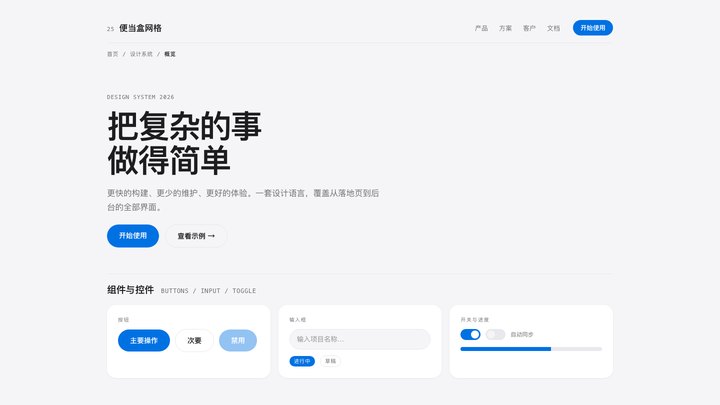 25 便当盒网格
产品 方案 客户 文档 开始使用
首页 / 设计系统 / 概览
DESIGN SYSTEM 2026
把复杂的事
做得简单
更快的构建、更少的维护、更好的体验。一套设计语言，覆盖从落地页到后
台的全部界面。
开始使用 查看示例 →
组件与控件 BUTTONS / INPUT / TOGGLE
按钮
主要操作 次要 禁用
输入框
输入项目名称…
进行中 草稿
开关与进度
自动同步